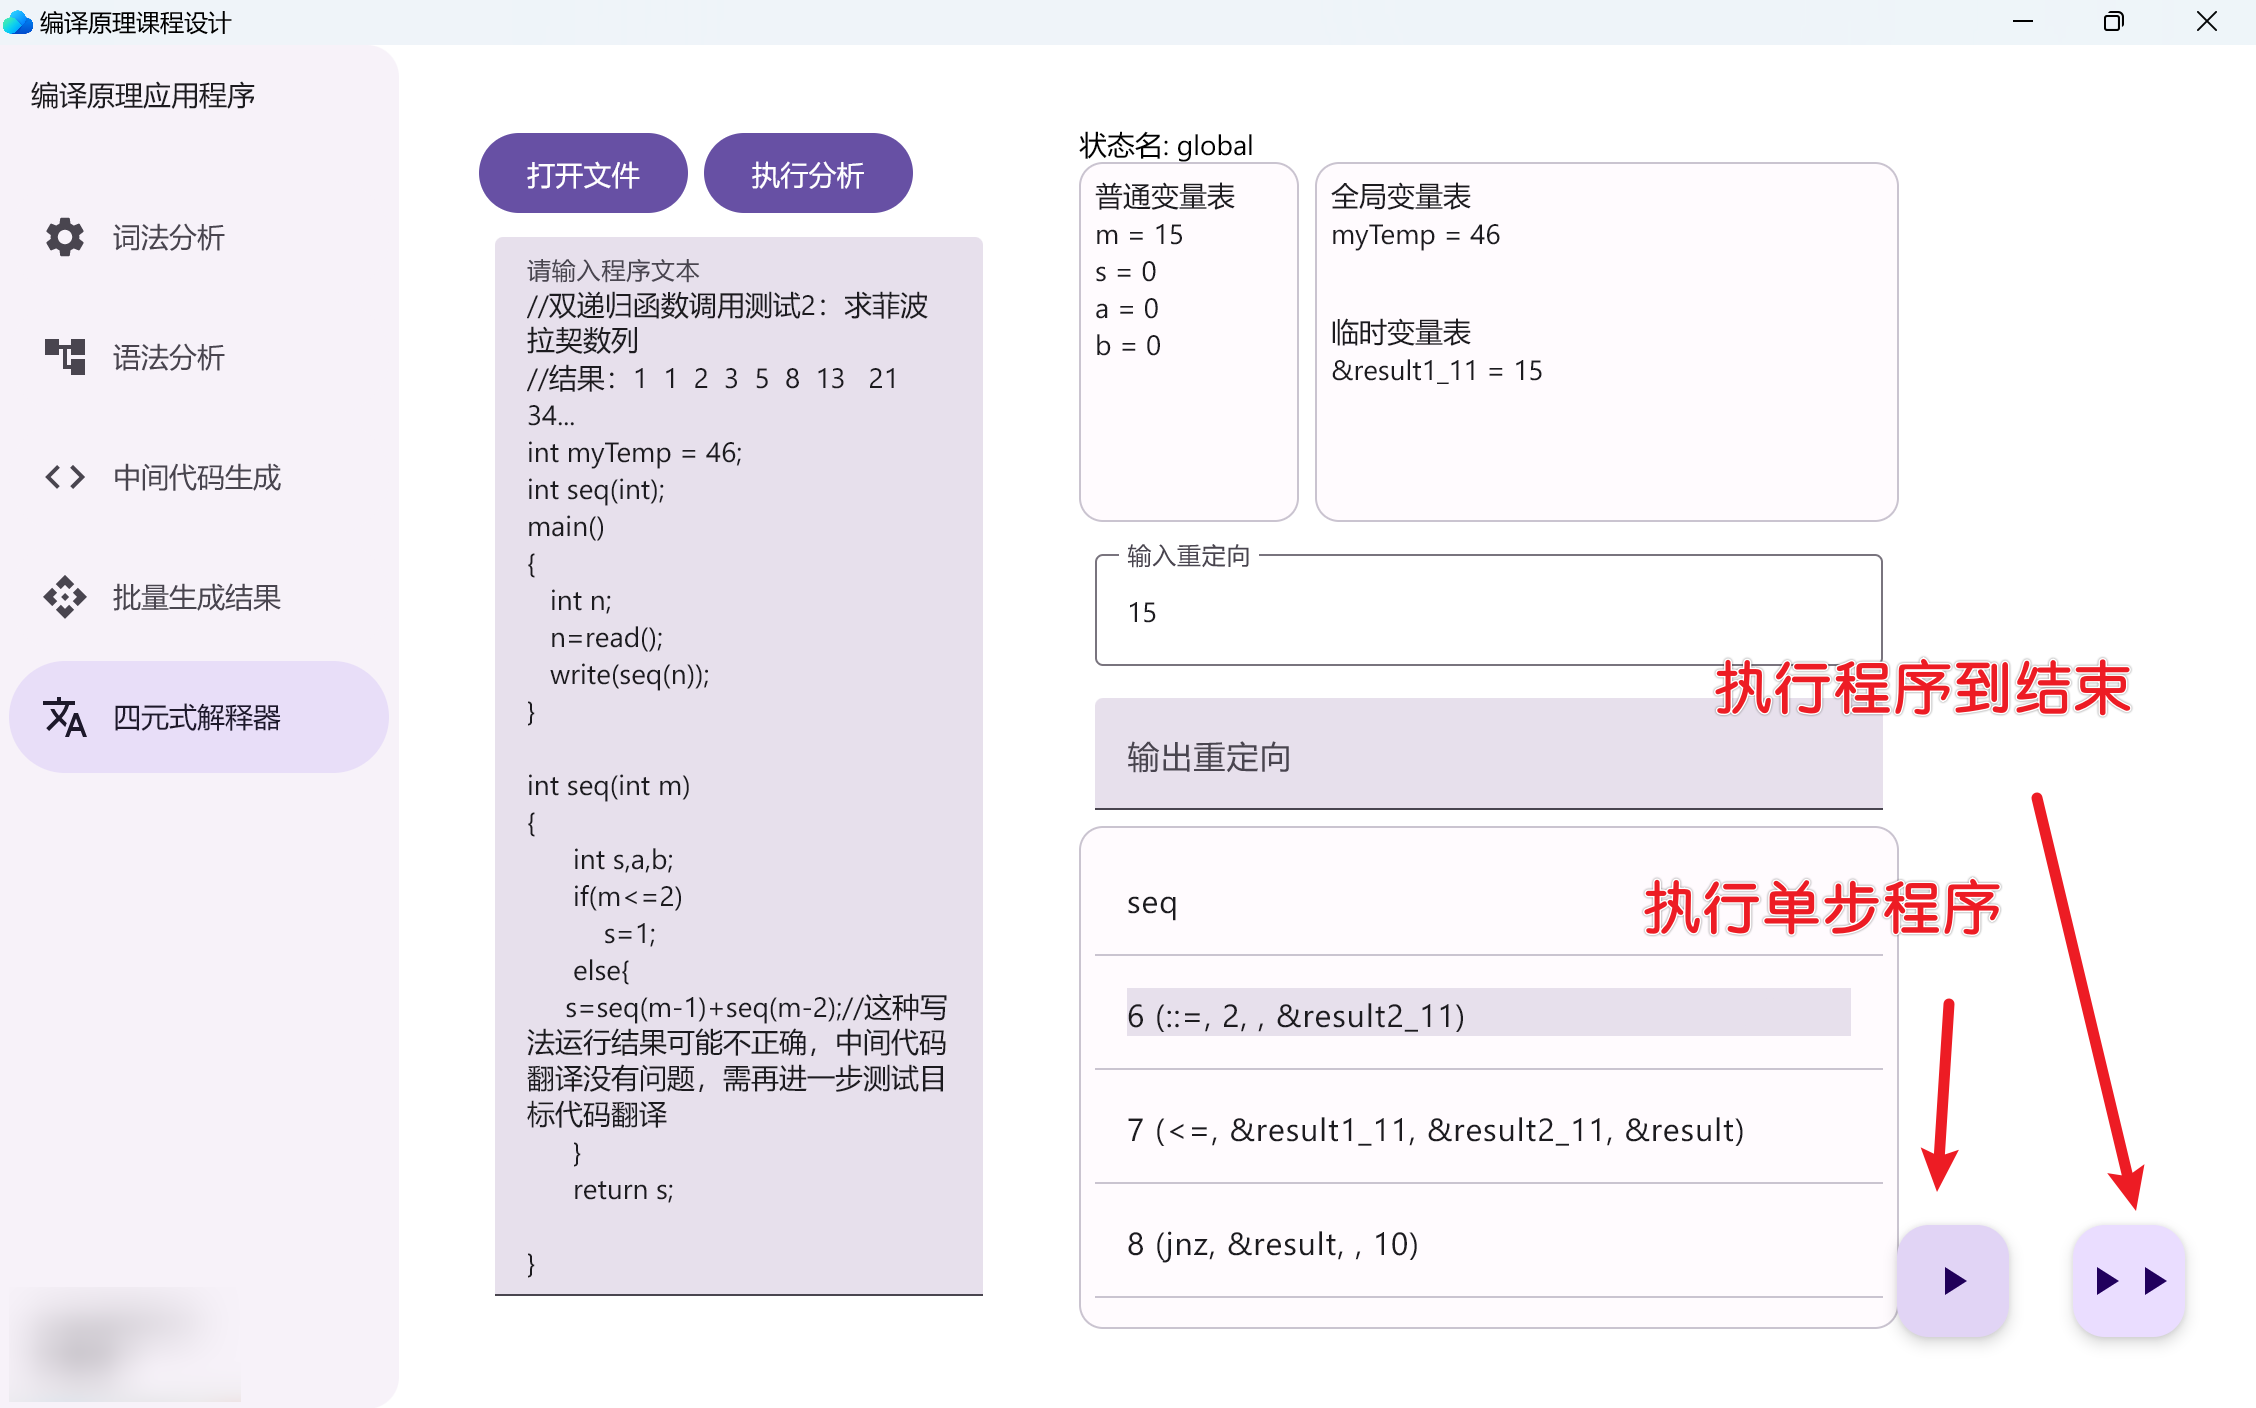 编译原理课程设计
编译原理应用程序
词法分析
语法分析
中间代码生成
批量生成结果
四元式解释器
打开文件
执行分析
请输入程序文本
//双递归函数调用测试2：求菲波
拉契数列
//结果：1 1 2 3 5 8 13 21
34...
int myTemp = 46;
int seq(int);
main()
{
int n;
n=read();
write(seq(n));
}
int seq(int m)
{
int s,a,b;
if(m<=2)
s=1;
else{
s=seq(m-1)+seq(m-2);//这种写
法运行结果可能不正确，中间代码
翻译没有问题，需再进一步测试目
标代码翻译
}
return s;
}
状态名: global
普通变量表
m = 15
s = 0
a = 0
b = 0
全局变量表
myTemp = 46
临时变量表
&result1_11 = 15
输入重定向
15
执行程序到结束
输出重定向
seq
执行单步程序
6 (::=, 2, , &result2_11)
7 (<=, &result1_11, &result2_11, &result)
8 (jnz, &result, , 10)